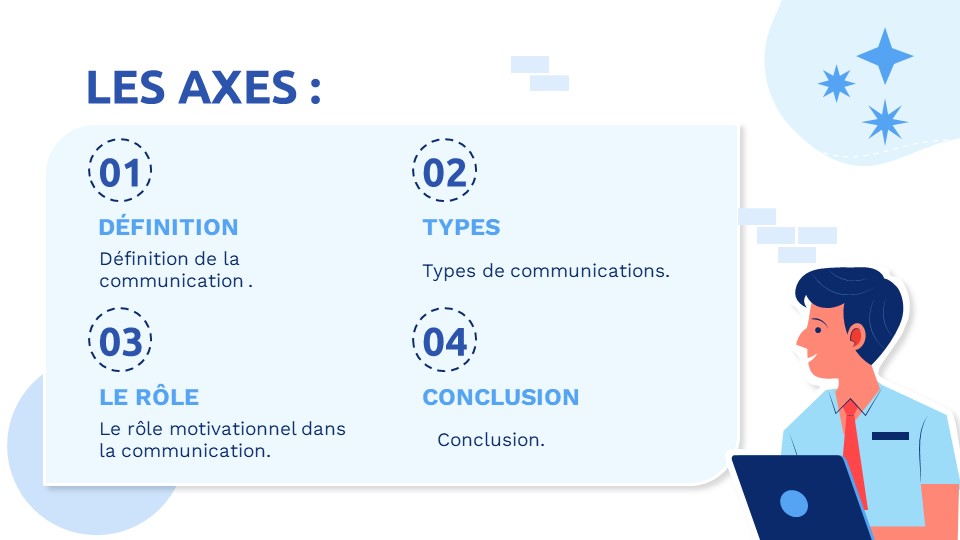 LES AXES :
01
DÉFINITION
Définition de la
communication .
02
TYPES
Types de communications.
03
LE RÔLE
Le rôle motivationnel dans
la communication.
04
CONCLUSION
Conclusion.